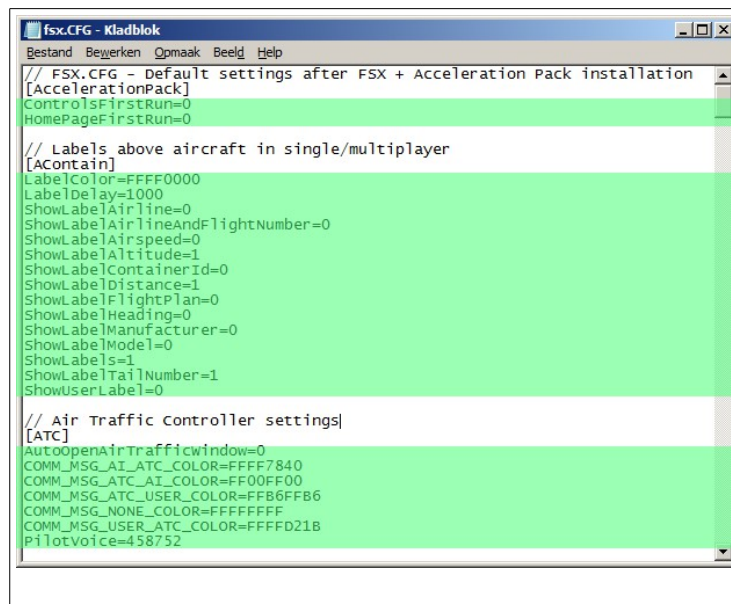 fsx.CFG - Kladblok
Bestand Bewerken Opmaak Beeld Help
// FSX.CFG - Default settings after FSX + Acceleration Pack installation
[AccelerationPack]
ControlsFirstRun=0
HomePageFirstRun=0
// Labels above aircraft in single/multiplayer
[AContain]
LabelColor=FFFF0000
LabelDelay=1000
ShowLabelAirline=0
ShowLabelAirlineAndFlightNumber=0
ShowLabelAirspeed=0
ShowLabelAltitude=1
ShowLabelContainerId=0
ShowLabelDistance=1
ShowLabelFlightPlan=0
ShowLabelHeading=0
ShowLabelManufacturer=0
ShowLabelModel=0
ShowLabels=1
ShowLabelTailNumber=1
ShowUserLabel=0
// Air Traffic Controller settings
[ATC]
AutoOpenAirTrafficWindow=0
COMM_MSG_AI_ATC_COLOR=FFFF7840
COMM_MSG_ATC_AI_COLOR=FF00FF00
COMM_MSG_ATC_USER_COLOR=FFB6FFB6
COMM_MSG_NONE_COLOR=FFFFFFFF
COMM_MSG_USER_ATC_COLOR=FFFFD21B
PilotVoice=458752